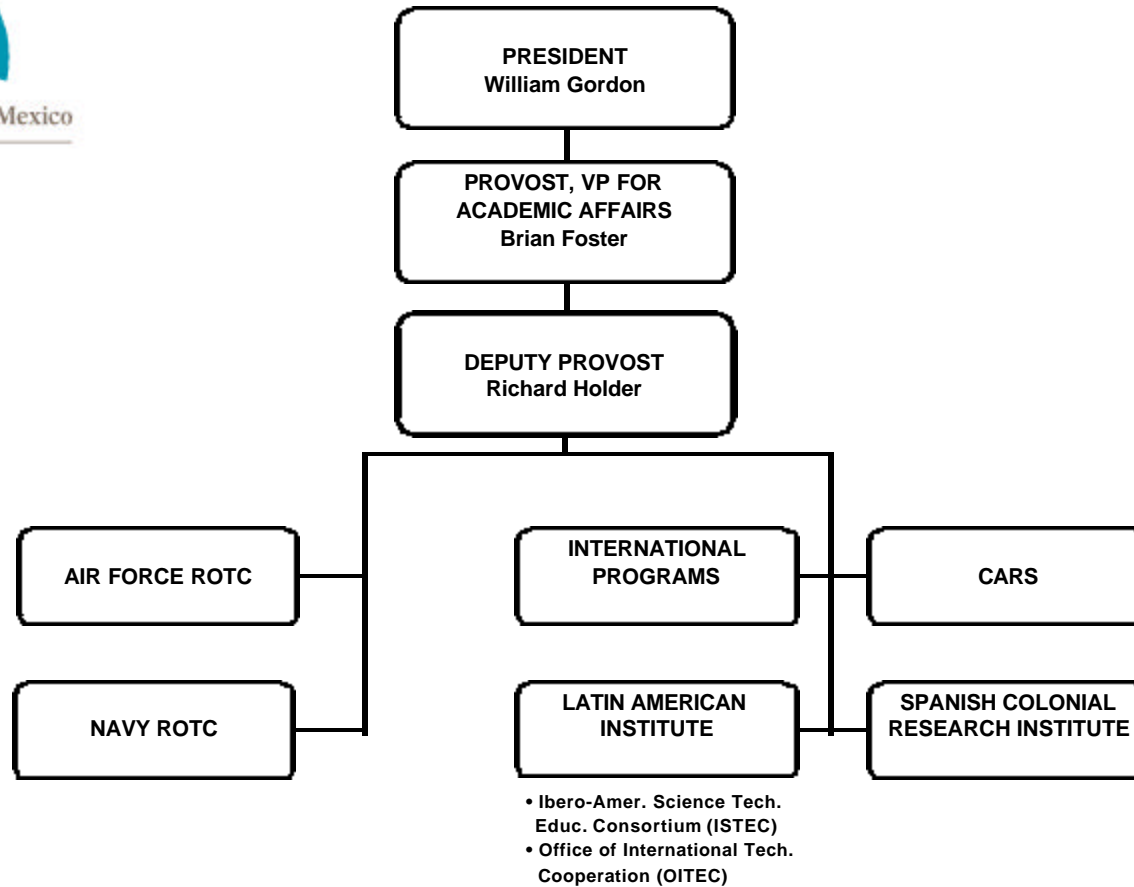 Mexico
PRESIDENT
William Gordon
PROVOST, VP FOR
ACADEMIC AFFAIRS
Brian Foster
DEPUTY PROVOST
Richard Holder
AIR FORCE ROTC
INTERNATIONAL
PROGRAMS
CARS
NAVY ROTC
LATIN AMERICAN
INSTITUTE
SPANISH COLONIAL
RESEARCH INSTITUTE
• Ibero-Amer. Science Tech.
Educ. Consortium (ISTEC)
• Office of International Tech.
Cooperation (OITEC)